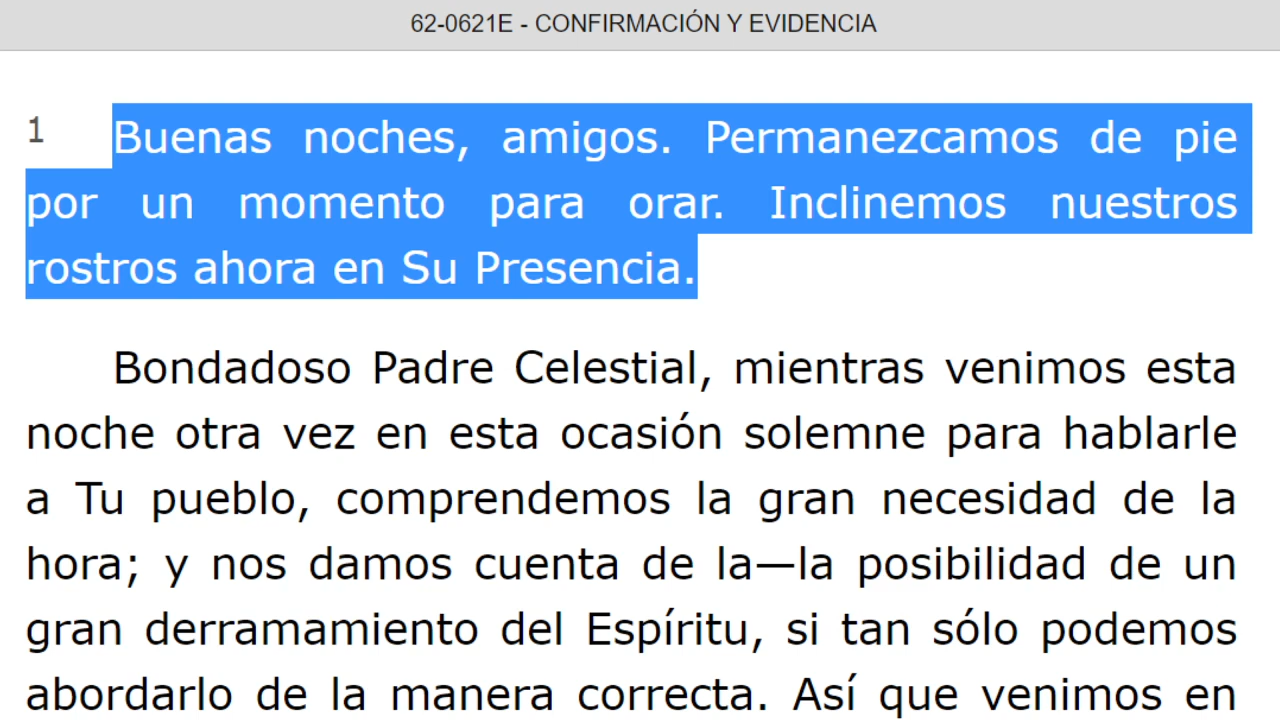 62-0621E - CONFIRMACIÓN Y EVIDENCIA
1 Buenas noches, amigos. Permanezcamos de pie
por un momento para orar. Inclinemos nuestros
rostros ahora en Su Presencia.
Bondadoso Padre Celestial, mientras venimos esta
noche otra vez en esta ocasión solemne para hablarle
a Tu pueblo, comprendemos la gran necesidad de la
hora; y nos damos cuenta de la—la posibilidad de un
gran derramamiento del Espíritu, si tan sólo podemos
abordarlo de la manera correcta. Así que venimos en